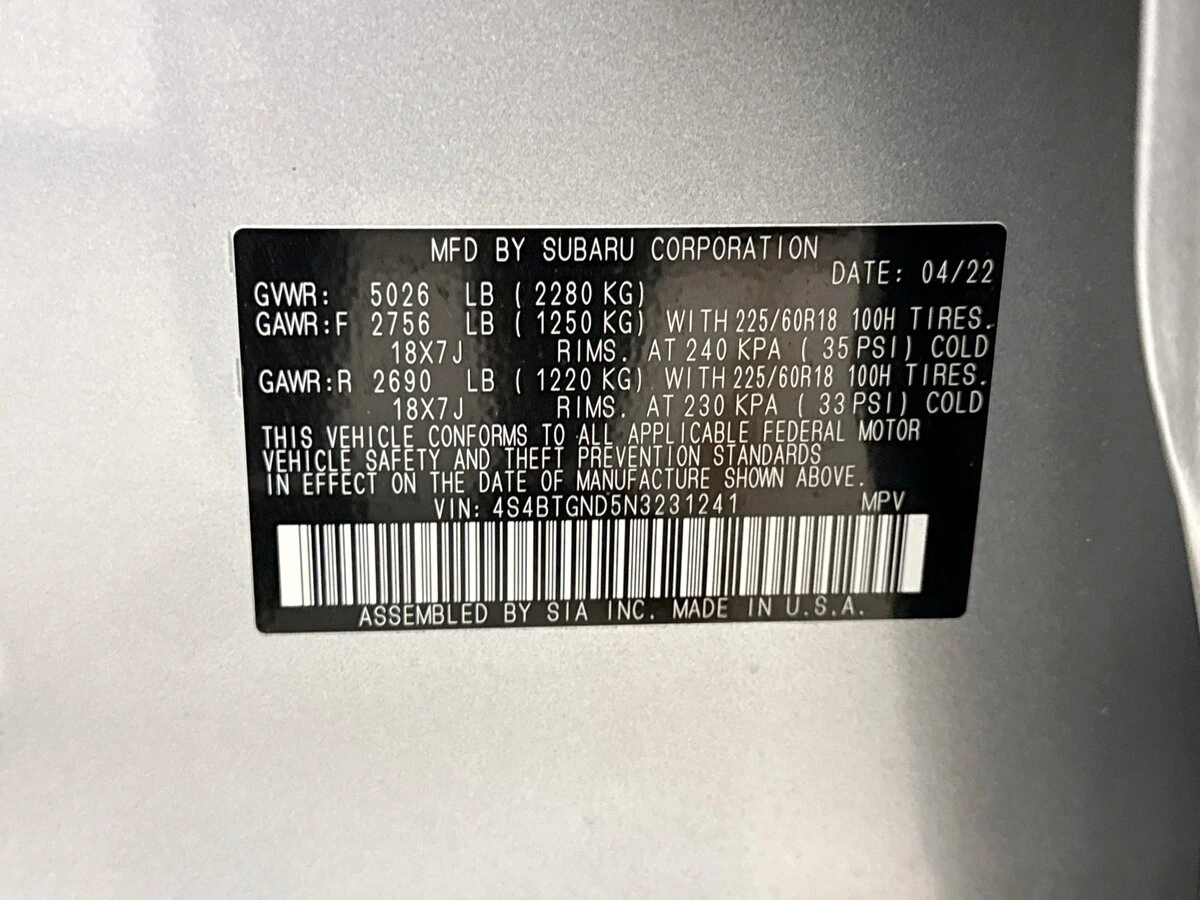 MFD BY SUBARU CORPORATION
DATE: 04/22
GVWR: 5026 LB ( 2280 KG)
GAWR:F 2756 LB ( 1250 KG) WITH 225/60R18 100H TIRES.
18X7J RIMS. AT 240 KPA ( 35 PSI) COLD
GAWR:R 2690 LB ( 1220 KG) WITH 225/60R18 100H TIRES.
18X7J RIMS. AT 230 KPA ( 33 PSI) COLD
THIS VEHICLE CONFORMS TO ALL APPLICABLE FEDERAL MOTOR
VEHICLE SAFETY AND THEFT PREVENTION STANDARDS
IN EFFECT ON THE DATE OF MANUFACTURE SHOWN ABOVE.
VIN: 4S4BTGND5N3231241 MPV
ASSEMBLED BY SIA INC. MADE IN U.S.A.